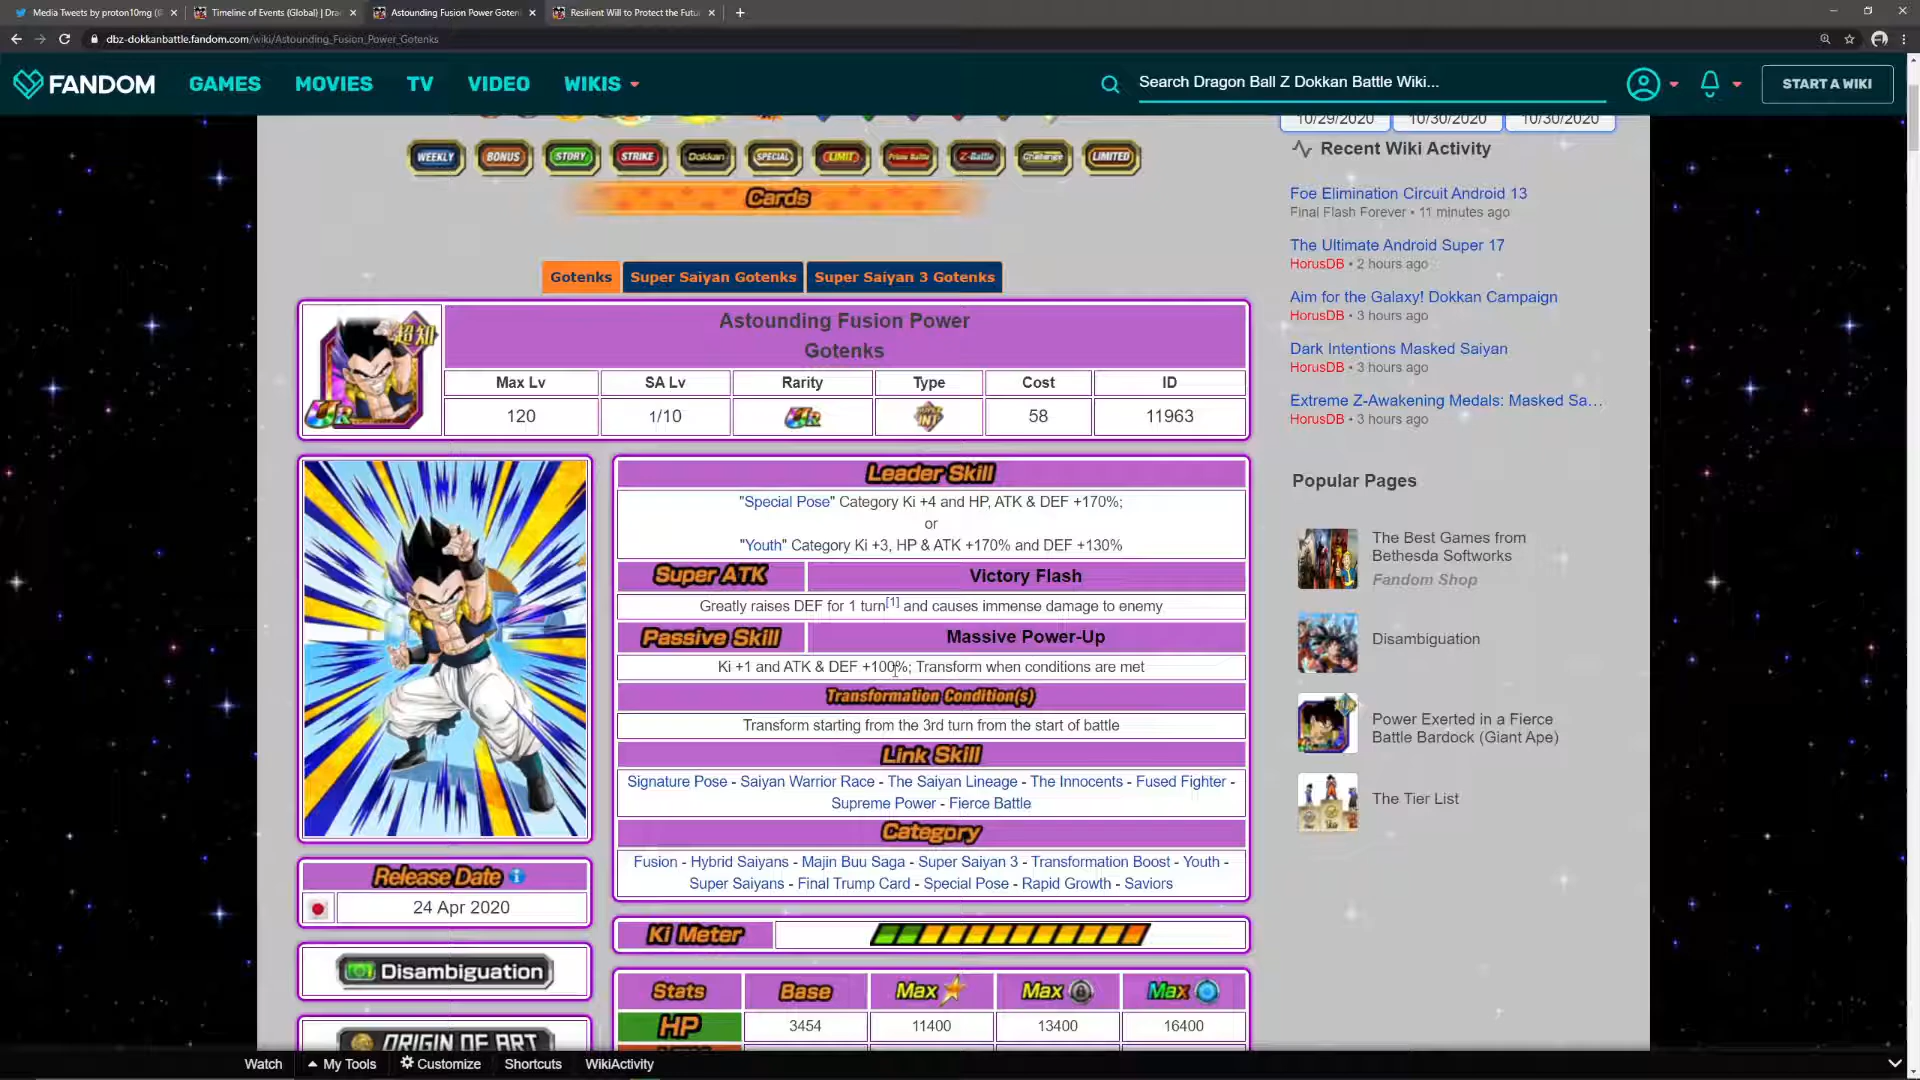 Media Tweets by proton10mg (@
Timeline of Events (Global) | Dra
Astounding Fusion Power Goten
Resilient Will to Protect the Futu
dbz-dokkanbattle.fandom.com/wiki/Astounding_Fusion_Power_Gotenks
FANDOM
GAMES
MOVIES
TV
VIDEO
WIKIS
Search Dragon Ball Z Dokkan Battle Wiki...
START A WIKI
10/29/2020
10/30/2020
10/30/2020
WEEKLY
BONUS
STORY
STRIKE
Dokkan
SPECIAL
LIMIT
Prime Battle
Z-Battle
Challenge
LIMITED
Cards
Gotenks
Super Saiyan Gotenks
Super Saiyan 3 Gotenks
超知
UR
Astounding Fusion Power
Gotenks
Max Lv
SA Lv
Rarity
Type
Cost
ID
120
1/10
UR
SUPER INT
58
11963
Leader Skill
"Special Pose" Category Ki +4 and HP, ATK & DEF +170%;
or
"Youth" Category Ki +3, HP & ATK +170% and DEF +130%
Super ATK
Victory Flash
Greatly raises DEF for 1 turn[1] and causes immense damage to enemy
Passive Skill
Massive Power-Up
Ki +1 and ATK & DEF +100%; Transform when conditions are met
Transformation Condition(s)
Transform starting from the 3rd turn from the start of battle
Link Skill
Signature Pose - Saiyan Warrior Race - The Saiyan Lineage - The Innocents - Fused Fighter -
Supreme Power - Fierce Battle
Category
Fusion - Hybrid Saiyans - Majin Buu Saga - Super Saiyan 3 - Transformation Boost - Youth -
Super Saiyans - Final Trump Card - Special Pose - Rapid Growth - Saviors
Release Date
24 Apr 2020
Disambiguation
ORIGIN OF ART
Ki Meter
Stats
Base
Max
Max
Max
HP
3454
11400
13400
16400
Recent Wiki Activity
Foe Elimination Circuit Android 13
Final Flash Forever • 11 minutes ago
The Ultimate Android Super 17
HorusDB • 2 hours ago
Aim for the Galaxy! Dokkan Campaign
HorusDB • 3 hours ago
Dark Intentions Masked Saiyan
HorusDB • 3 hours ago
Extreme Z-Awakening Medals: Masked Sa...
HorusDB • 3 hours ago
Popular Pages
The Best Games from
Bethesda Softworks
Fandom Shop
Disambiguation
Power Exerted in a Fierce
Battle Bardock (Giant Ape)
The Tier List
Watch
My Tools
Customize
Shortcuts
WikiActivity